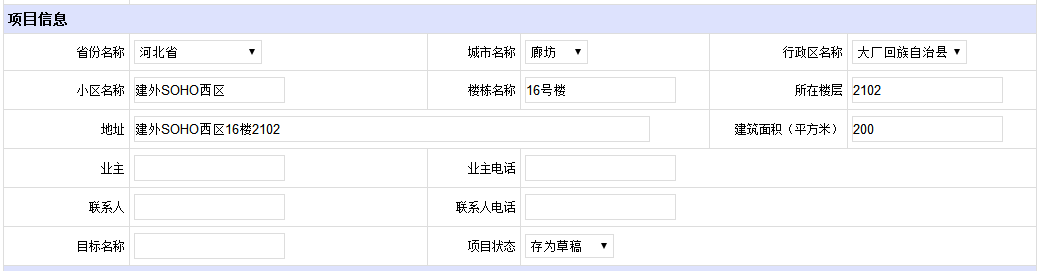 项目信息
省份名称 河北省 城市名称 廊坊 行政区名称 大厂回族自治县
小区名称 建外SOHO西区 楼栋名称 16号楼 所在楼层 2102
地址 建外SOHO西区16楼2102 建筑面积（平方米） 200
业主 业主电话
联系人 联系人电话
目标名称 项目状态 存为草稿